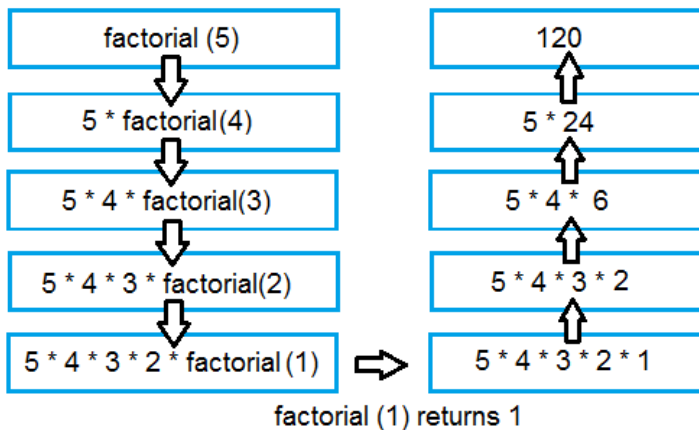 factorial (5)
5 * factorial(4)
5 * 4 * factorial(3)
5 * 4 * 3 * factorial(2)
5 * 4 * 3 * 2 * factorial (1)
120
5 * 24
5 * 4 * 6
5 * 4 * 3 * 2
5 * 4 * 3 * 2 * 1
factorial (1) returns 1